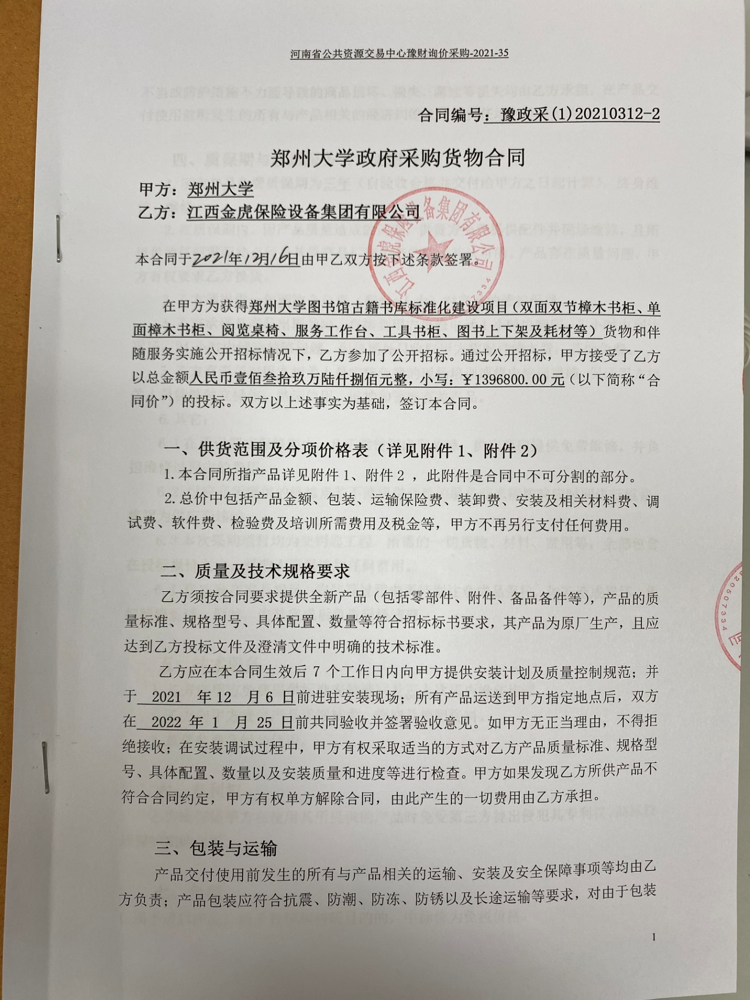 河南省公共资源交易中心豫财询价采购-2021-35
合同编号：豫政采(1)20210312-2
郑州大学政府采购货物合同
甲方：郑州大学
乙方：江西金虎保险设备集团有限公司
江西金虎保险设备集团有限公司
本合同于2021年12月16日由甲乙双方按下述条款签署。
在甲方为获得郑州大学图书馆古籍书库标准化建设项目（双面双节樟木书柜、单
面樟木书柜、阅览桌椅、服务工作台、工具书柜、图书上下架及耗材等）货物和伴
随服务实施公开招标情况下，乙方参加了公开招标。通过公开招标，甲方接受了乙方
以总金额人民币壹佰叁拾玖万陆仟捌佰元整，小写：￥1396800.00 元（以下简称“合
同价”）的投标。双方以上述事实为基础，签订本合同。
一、供货范围及分项价格表（详见附件 1、附件 2）
1.本合同所指产品详见附件 1、附件 2 ，此附件是合同中不可分割的部分。
2.总价中包括产品金额、包装、运输保险费、装卸费、安装及相关材料费、调
试费、软件费、检验费及培训所需费用及税金等，甲方不再另行支付任何费用。
二、质量及技术规格要求
乙方须按合同要求提供全新产品（包括零部件、附件、备品备件等），产品的质
量标准、规格型号、具体配置、数量等符合招标标书要求，其产品为原厂生产，且应
达到乙方投标文件及澄清文件中明确的技术标准。
乙方应在本合同生效后 7 个工作日内向甲方提供安装计划及质量控制规范；并
于 2021 年 12 月 6 日前进驻安装现场；所有产品运送到甲方指定地点后，双方
在 2022 年 1 月 25 日前共同验收并签署验收意见。如甲方无正当理由，不得拒
绝接收；在安装调试过程中，甲方有权采取适当的方式对乙方产品质量标准、规格型
号、具体配置、数量以及安装质量和进度等进行检查。甲方如果发现乙方所供产品不
符合合同约定，甲方有权单方解除合同，由此产生的一切费用由乙方承担。
三、包装与运输
产品交付使用前发生的所有与产品相关的运输、安装及安全保障事项等均由乙
方负责；产品包装应符合抗震、防潮、防冻、防锈以及长途运输等要求，对由于包装
1